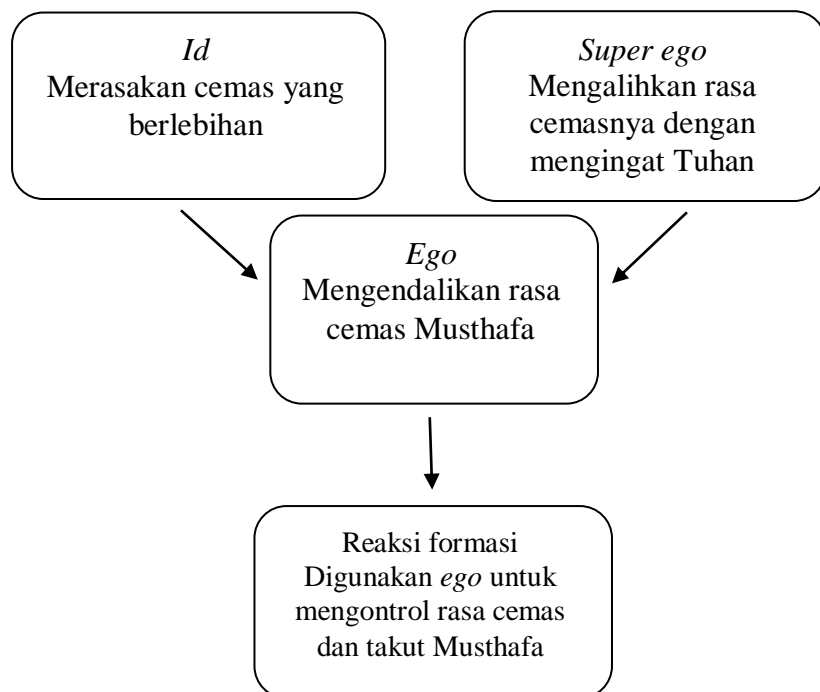 Id
Merasakan cemas yang
berlebihan
Super ego
Mengalihkan rasa
cemasnya dengan
mengingat Tuhan
Ego
Mengendalikan rasa
cemas Musthafa
Reaksi formasi
Digunakan ego untuk
mengontrol rasa cemas
dan takut Musthafa